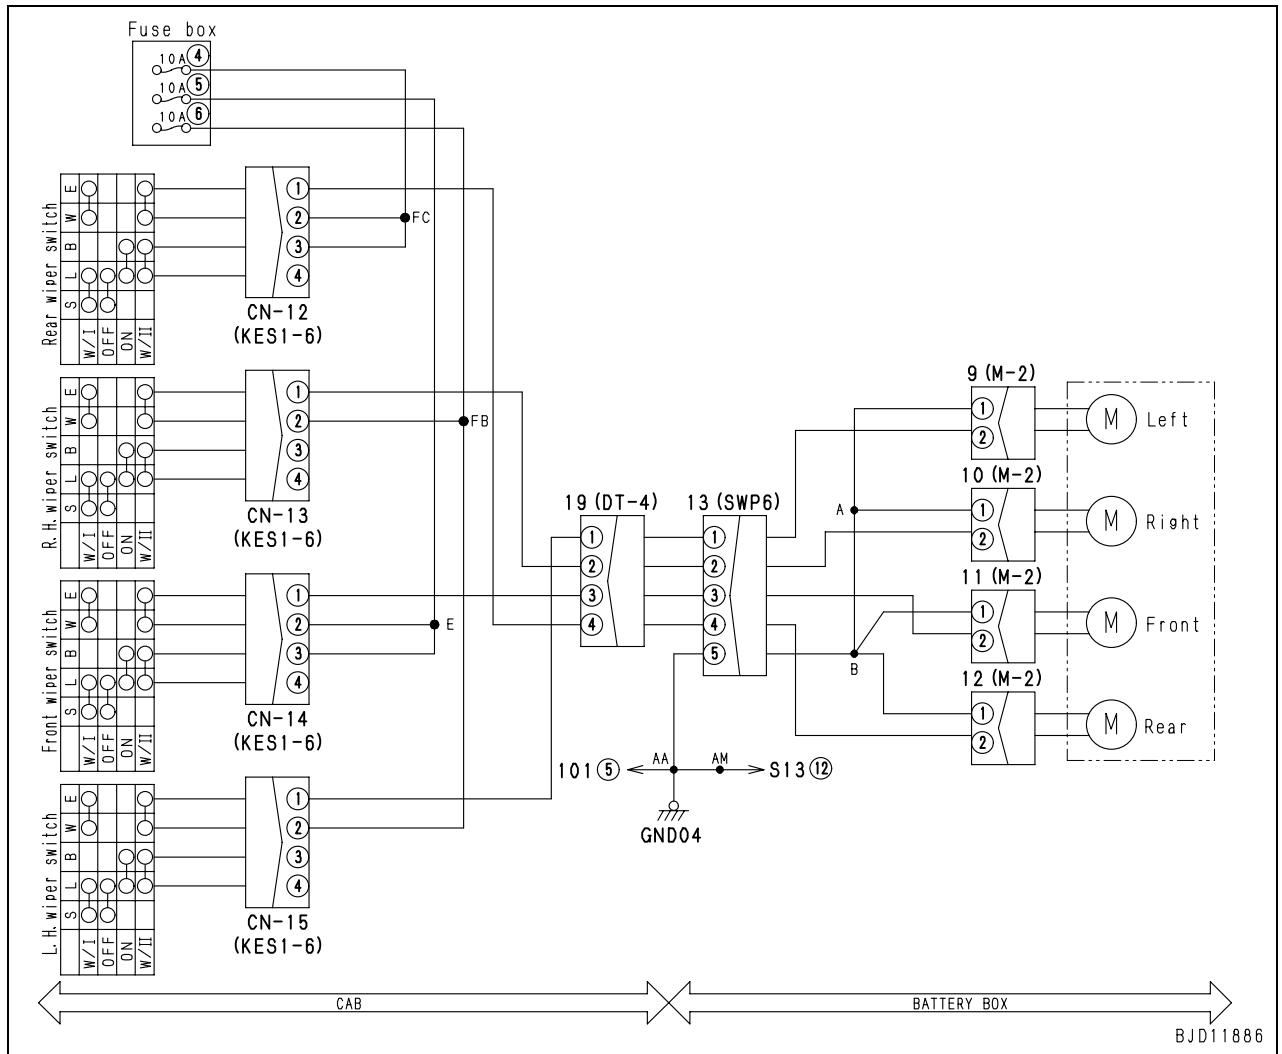 Fuse box
10A ④
10A ⑤
10A ⑥
Rear wiper switch
E
W
B
L
S
W/I
OFF
ON
W/II
①
②
③
④
CN-12
(KES1-6)
FC
R.H. wiper switch
E
W
B
L
S
W/I
OFF
ON
W/II
①
②
③
④
CN-13
(KES1-6)
FB
Front wiper switch
E
W
B
L
S
W/I
OFF
ON
W/II
①
②
③
④
CN-14
(KES1-6)
E
L.H. wiper switch
E
W
B
L
S
W/I
OFF
ON
W/II
①
②
③
④
CN-15
(KES1-6)
19 (DT-4)
①
②
③
④
13 (SWP6)
①
②
③
④
⑤
A
B
9 (M-2)
①
②
M
Left
10 (M-2)
①
②
M
Right
11 (M-2)
①
②
M
Front
12 (M-2)
①
②
M
Rear
101 ⑤
AA
AM
S13 ⑫
GND04
CAB
BATTERY BOX
BJD11886